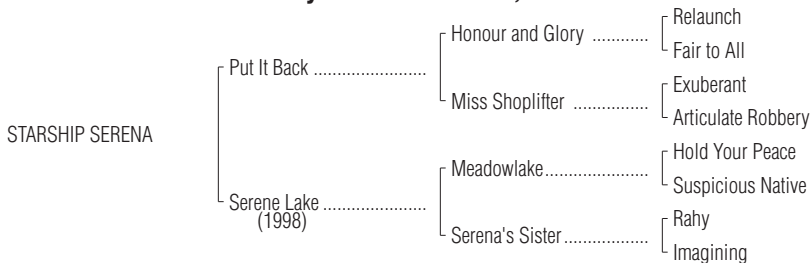 Relaunch
Honour and Glory ............
Fair to All
Put It Back ........................
Exuberant
Miss Shoplifter ................
Articulate Robbery
STARSHIP SERENA
Hold Your Peace
Meadowlake......................
Suspicious Native
Serene Lake ......................
(1998)
Rahy
Serena's Sister..................
Imagining